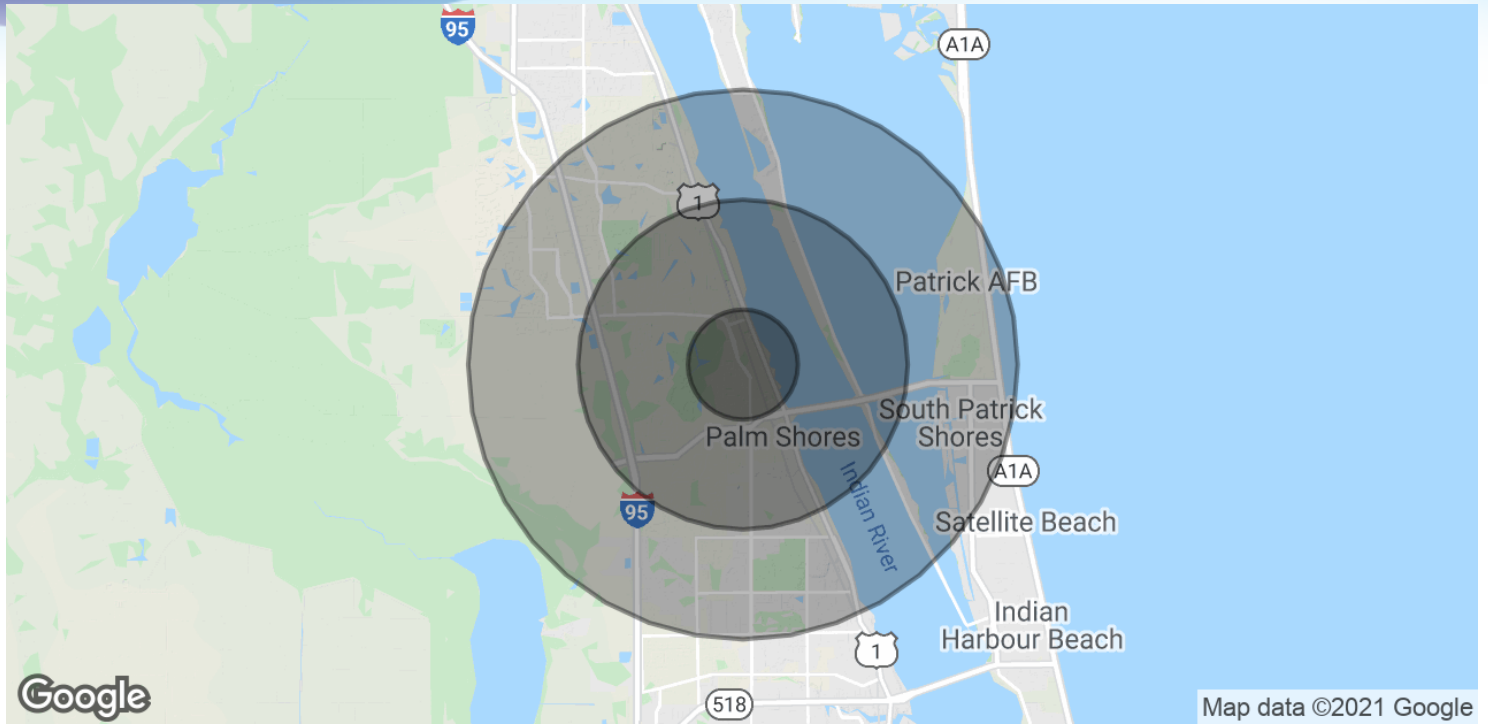 95
A1A
1
Patrick AFB
South Patrick
Shores
Palm Shores
A1A
Indian River
95
Satellite Beach
Indian
Harbour Beach
1
518
Google
Map data ©2021 Google